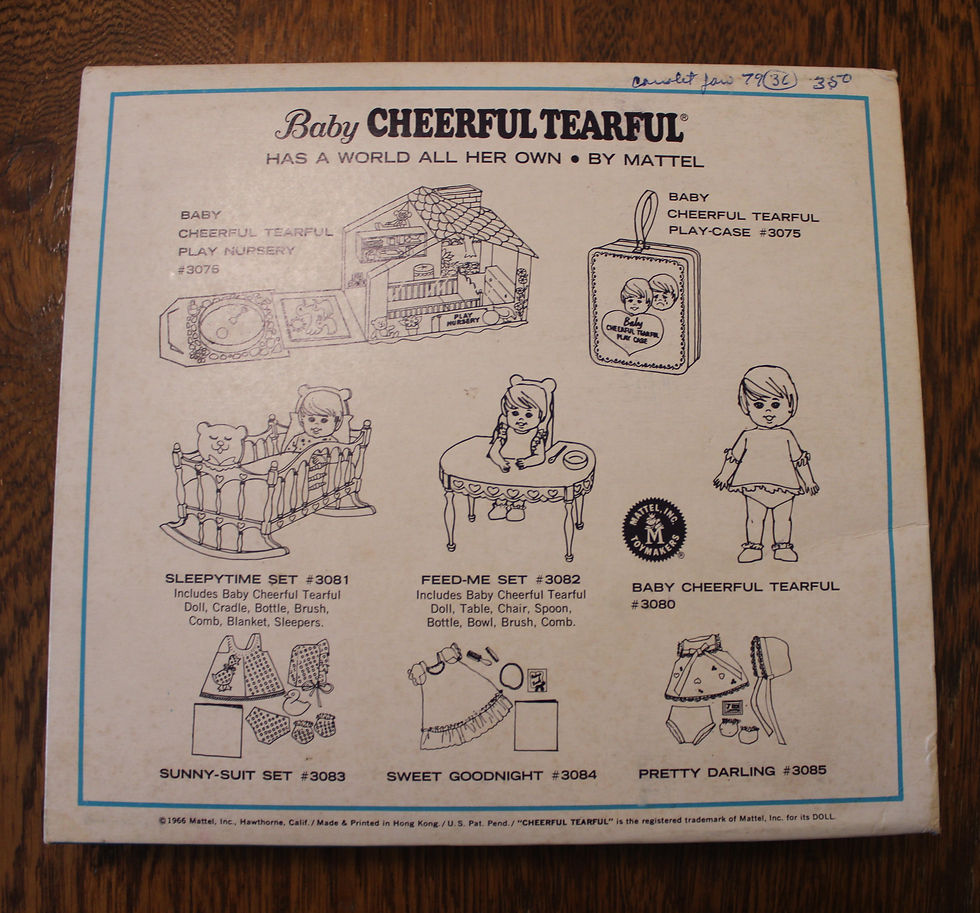 79 (36) 350
Baby CHEERFUL TEARFUL®
HAS A WORLD ALL HER OWN • BY MATTEL
BABY
CHEERFUL TEARFUL
PLAY NURSERY
#3076
BABY
CHEERFUL TEARFUL
PLAY-CASE #3075
PLAY
NURSERY
Baby
CHEERFUL TEARFUL
PLAY CASE
MATTEL, INC.
M
TOYMAKERS
®
SLEEPYTIME SET #3081
Includes Baby Cheerful Tearful
Doll, Cradle, Bottle, Brush,
Comb, Blanket, Sleepers.
FEED-ME SET #3082
Includes Baby Cheerful Tearful
Doll, Table, Chair, Spoon,
Bottle, Bowl, Brush, Comb.
BABY CHEERFUL TEARFUL
#3080
SUNNY-SUIT SET #3083
SWEET GOODNIGHT #3084
PRETTY DARLING #3085
©1966 Mattel, Inc., Hawthorne, Calif./Made & Printed in Hong Kong./U.S. Pat. Pend./"CHEERFUL TEARFUL" is the registered trademark of Mattel, Inc. for its DOLL.